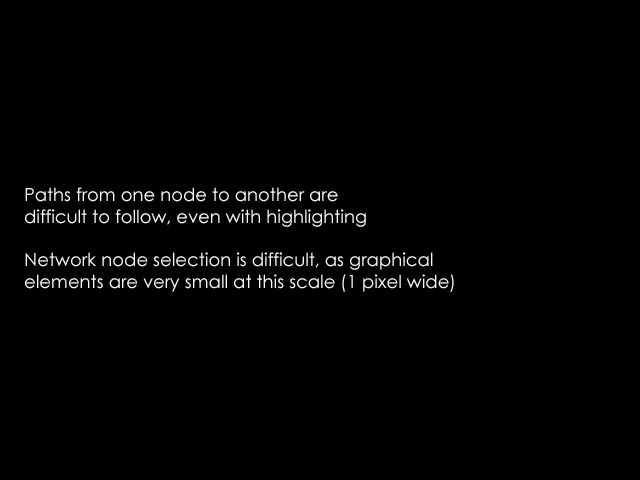 Paths from one node to another are
difficult to follow, even with highlighting
Network node selection is difficult, as graphical
elements are very small at this scale (1 pixel wide)